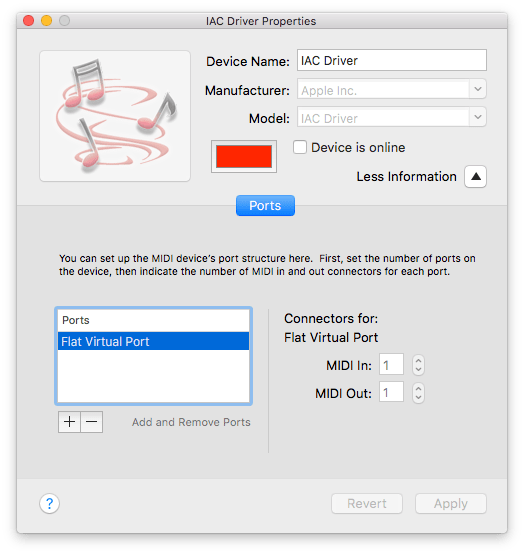 IAC Driver Properties
Device Name: IAC Driver
Manufacturer: Apple Inc.
Model: IAC Driver
Device is online
Less Information
Ports
You can set up the MIDI device's port structure here. First, set the number of ports on
the device, then indicate the number of MIDI in and out connectors for each port.
Ports
Flat Virtual Port
Add and Remove Ports
Connectors for:
Flat Virtual Port
MIDI In: 1
MIDI Out: 1
? Revert Apply